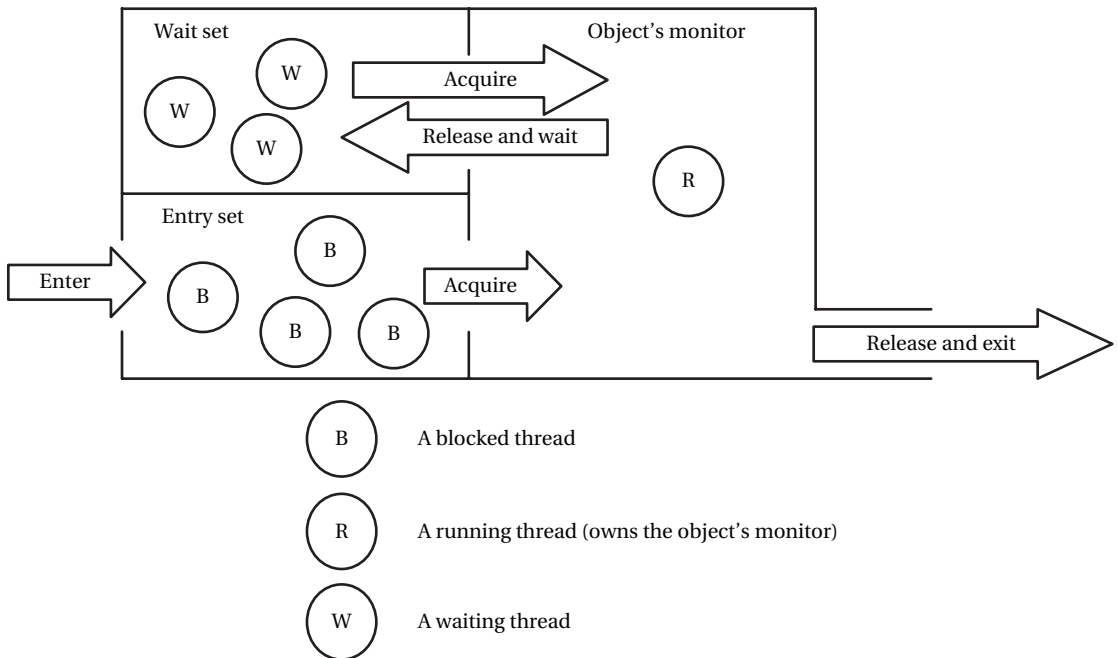 Wait set
Object's monitor
W
W
W
Acquire
Release and wait
R
Entry set
B
B
B
B
Enter
Acquire
Release and exit
B A blocked thread
R A running thread (owns the object's monitor)
W A waiting thread